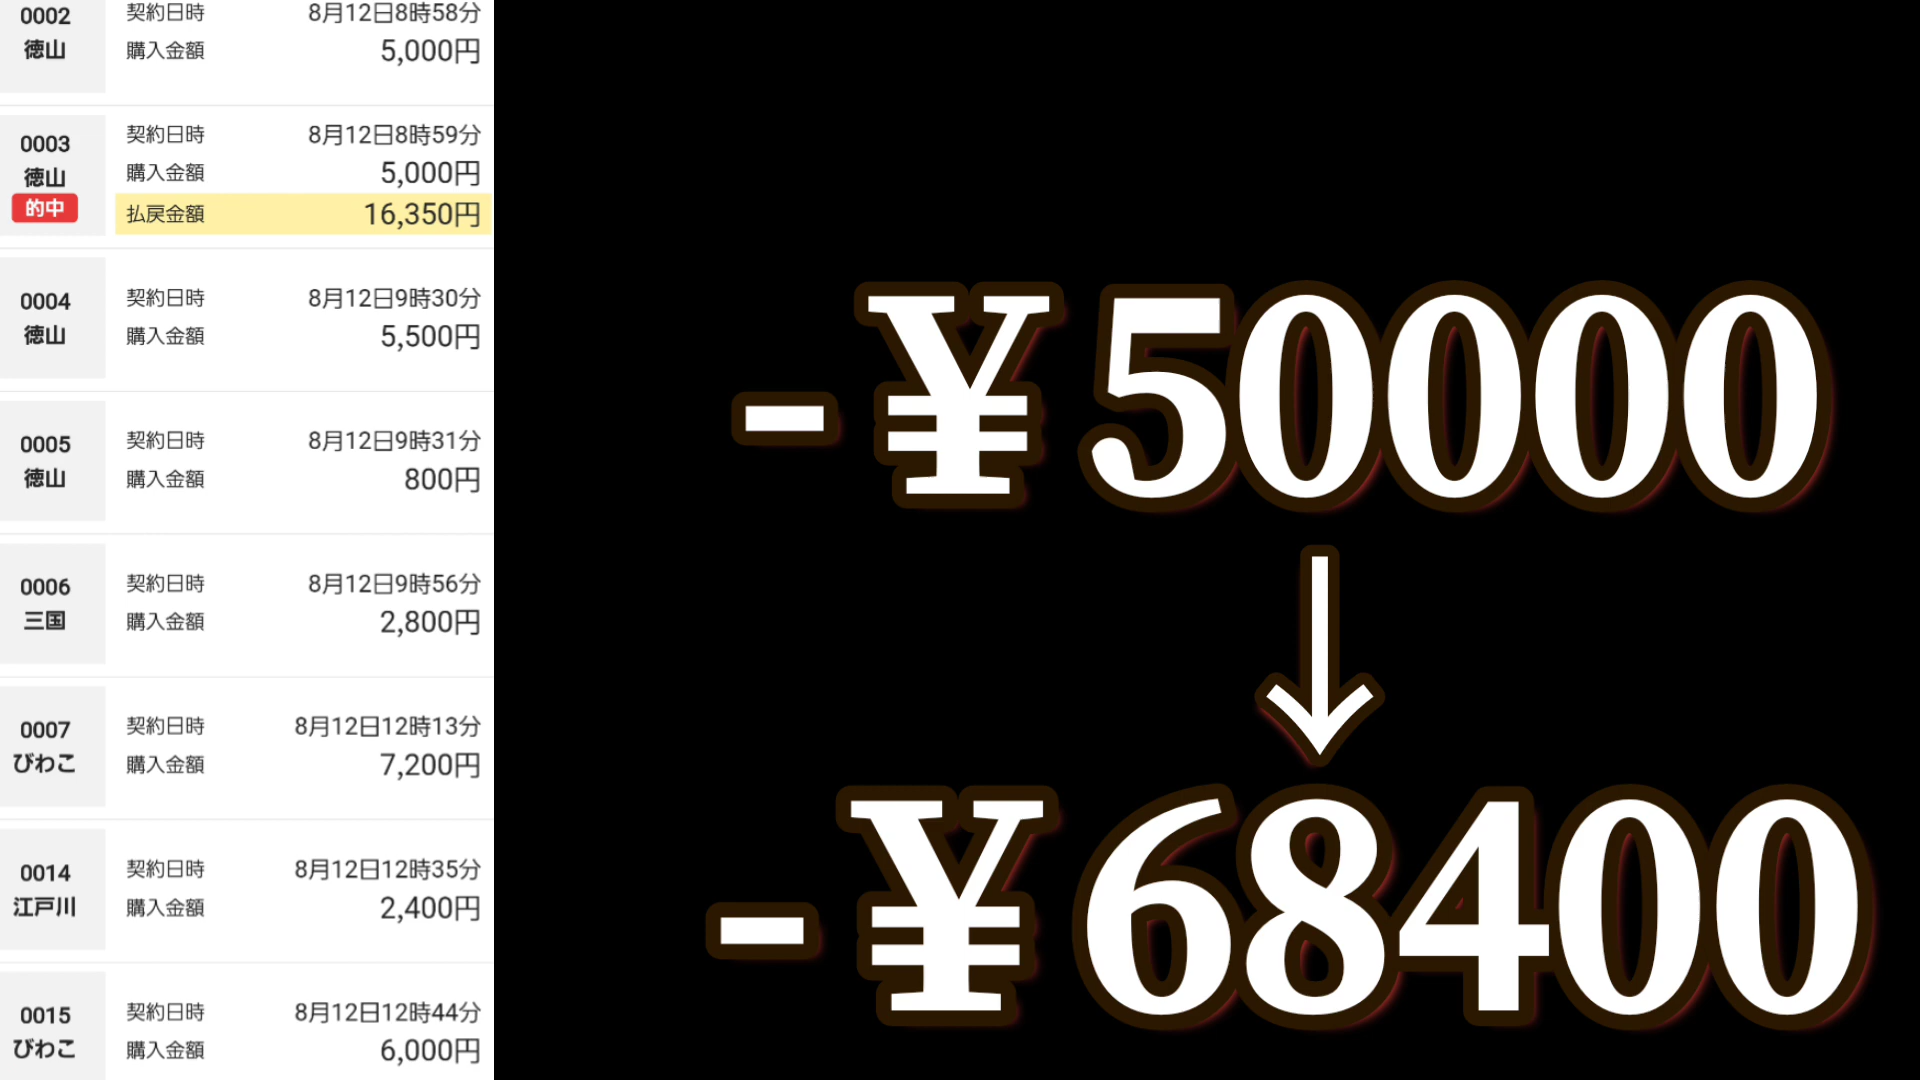 0002
徳山
契約日時 8月12日8時58分
購入金額 5,000円
0003
徳山
的中
契約日時 8月12日8時59分
購入金額 5,000円
払戻金額 16,350円
0004
徳山
契約日時 8月12日9時30分
購入金額 5,500円
0005
徳山
契約日時 8月12日9時31分
購入金額 800円
0006
三国
契約日時 8月12日9時56分
購入金額 2,800円
0007
びわこ
契約日時 8月12日12時13分
購入金額 7,200円
0014
江戸川
契約日時 8月12日12時35分
購入金額 2,400円
0015
びわこ
契約日時 8月12日12時44分
購入金額 6,000円
-¥50000
↓
-¥68400